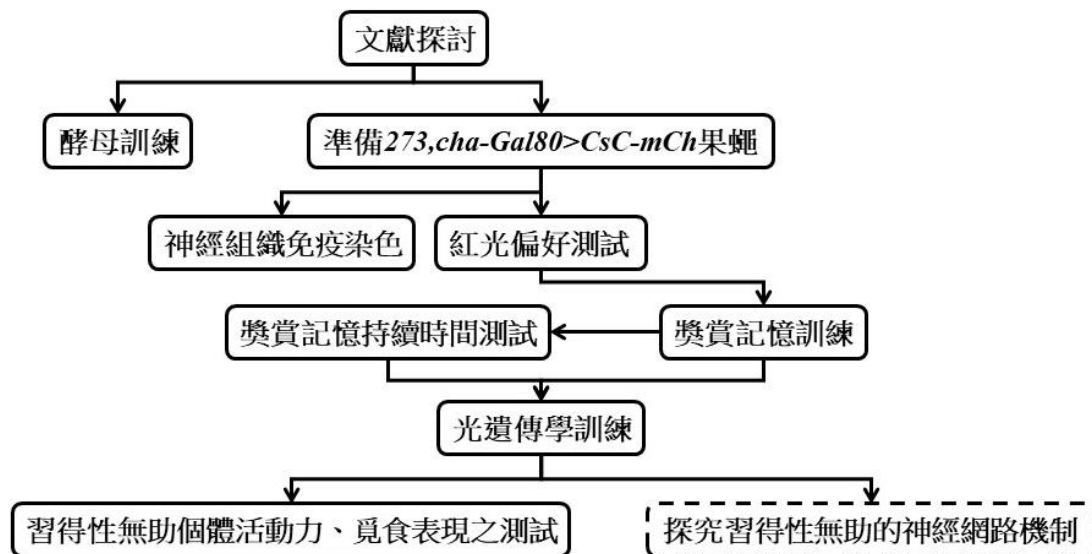 文獻探討
酵母訓練
準備273,cha-Gal80>CsC-mCh果蠅
神經組織免疫染色
紅光偏好測試
獎賞記憶持續時間測試
獎賞記憶訓練
光遺傳學訓練
習得性無助個體活動力、覓食表現之測試
探究習得性無助的神經網路機制